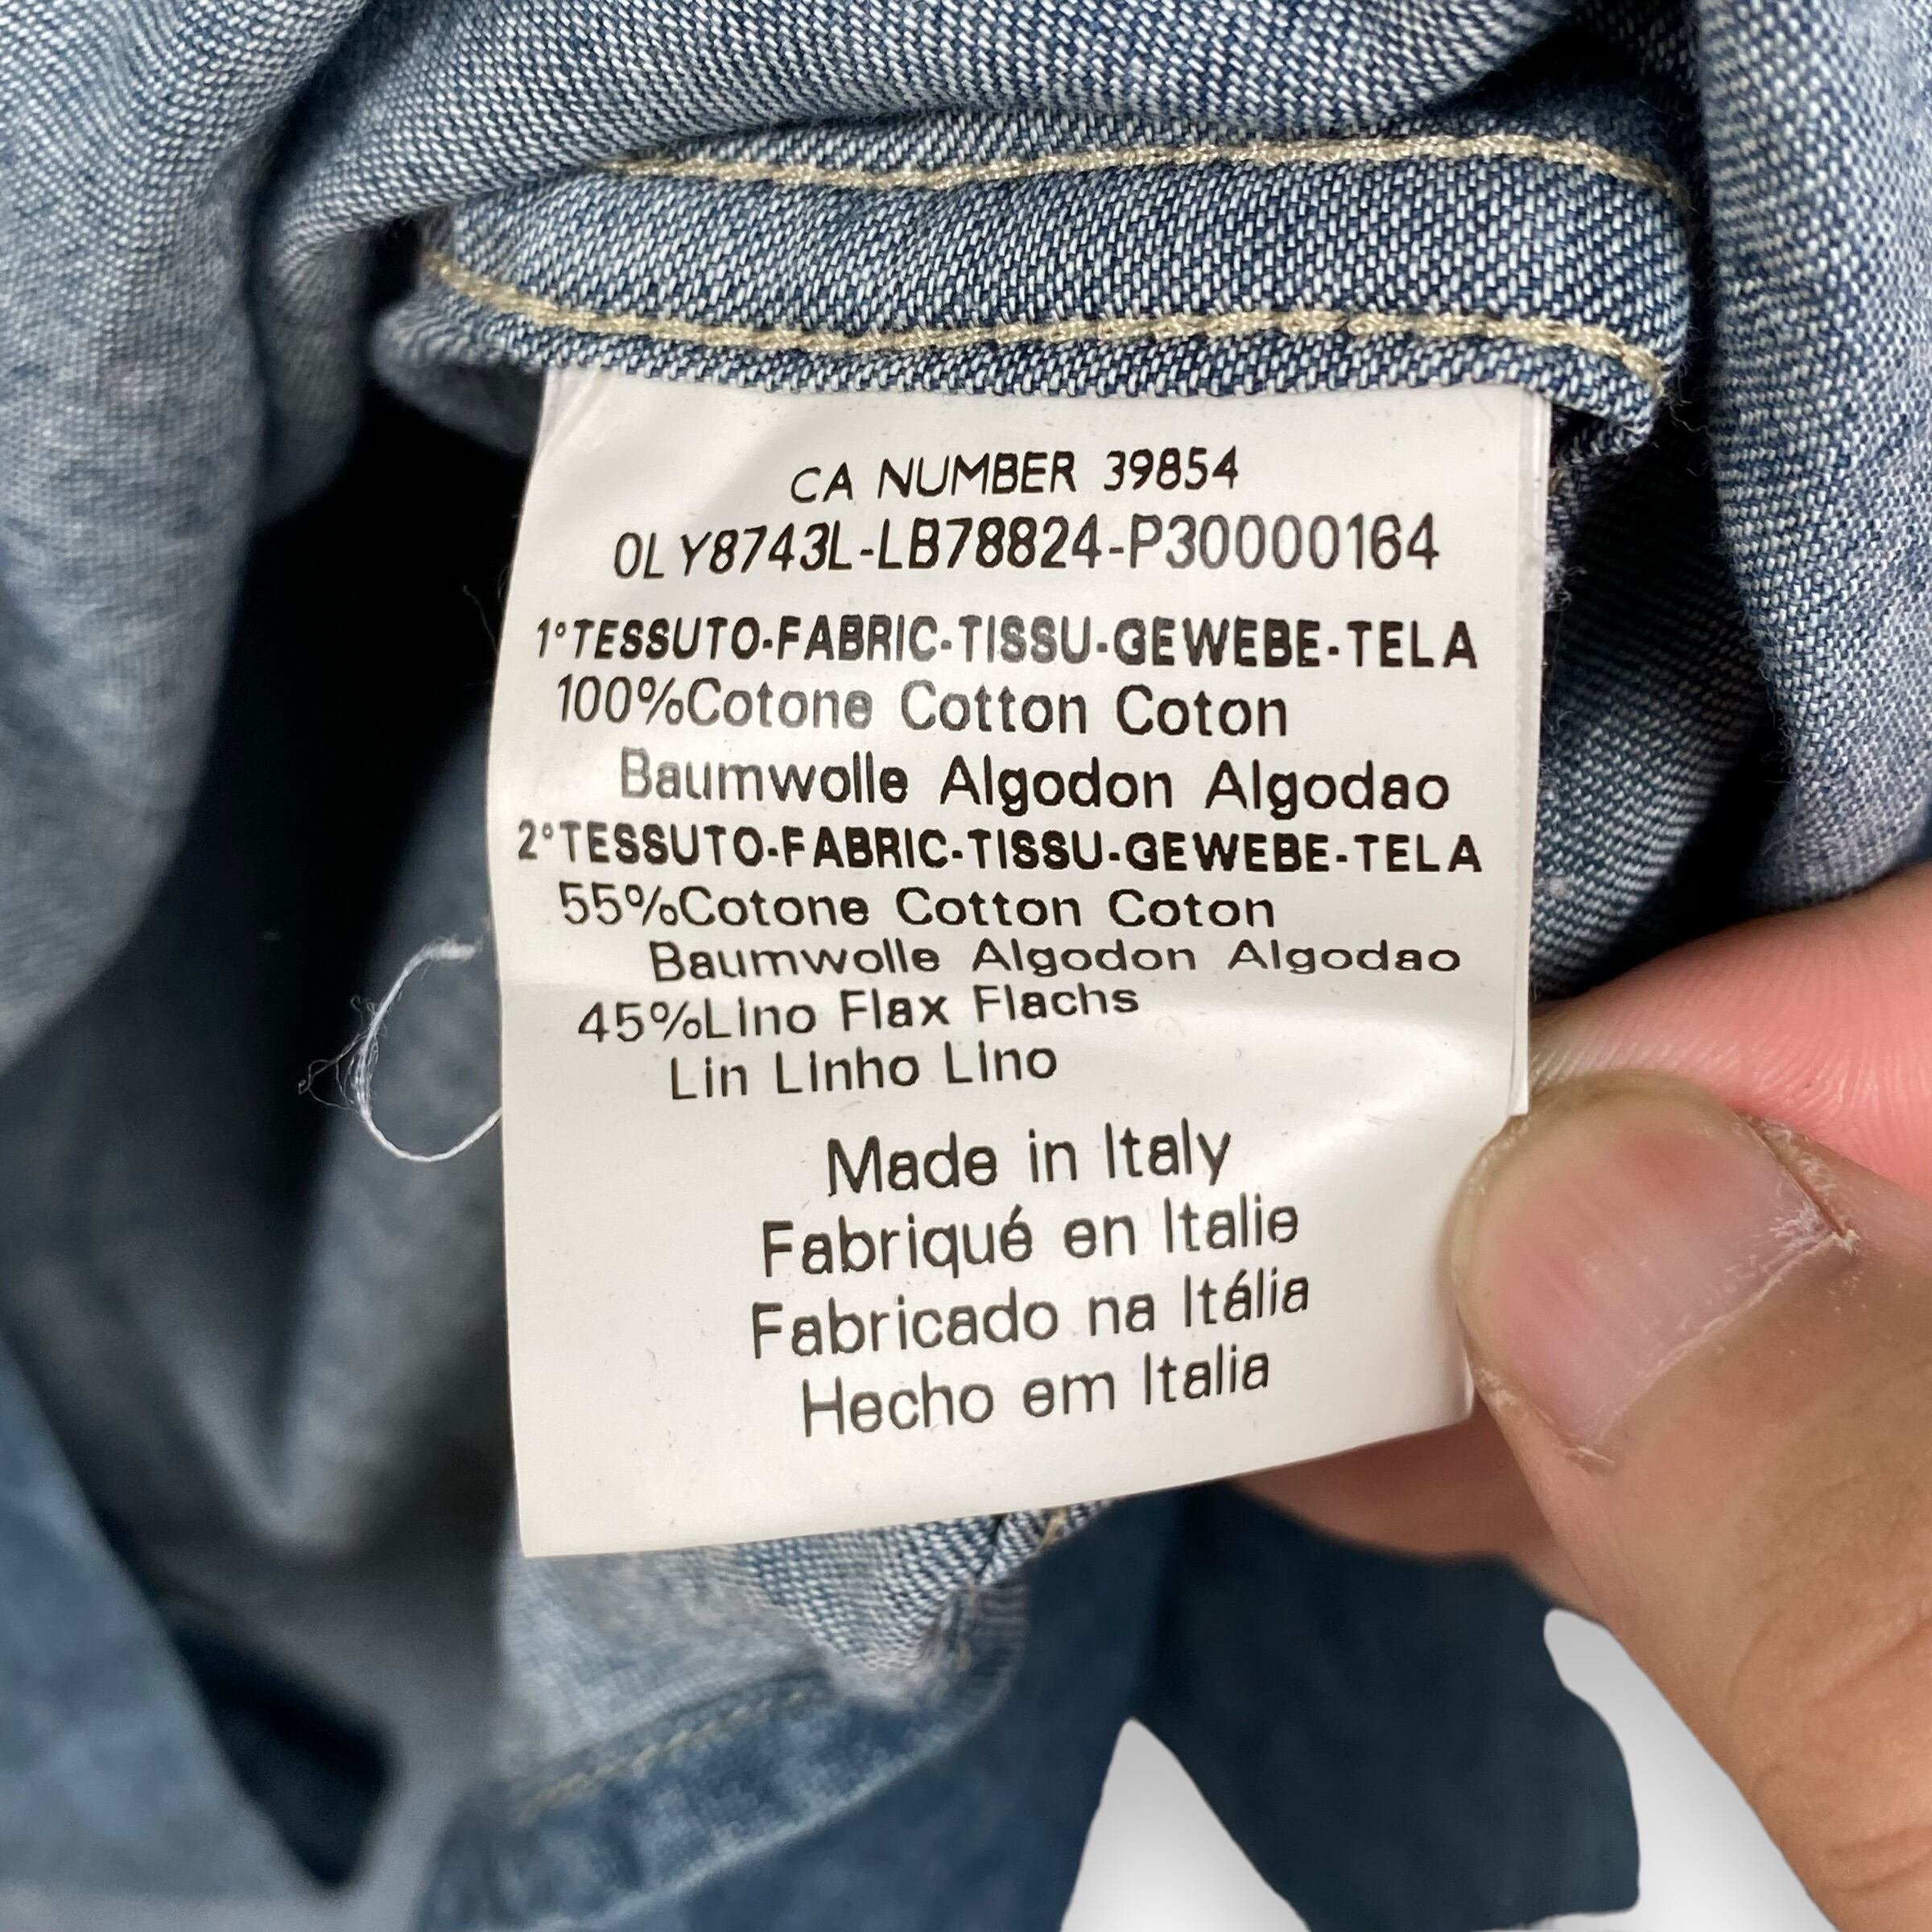 CA NUMBER 39854
0LY8743L-LB78824-P30000164
1°TESSUTO-FABRIC-TISSU-GEWEBE-TELA
100%Cotone Cotton Coton
Baumwolle Algodon Algodao
2°TESSUTO-FABRIC-TISSU-GEWEBE-TELA
55%Cotone Cotton Coton
Baumwolle Algodon Algodao
45%Lino Flax Flachs
Lin Linho Lino
Made in Italy
Fabriqué en Italie
Fabricado na Itália
Hecho em Italia